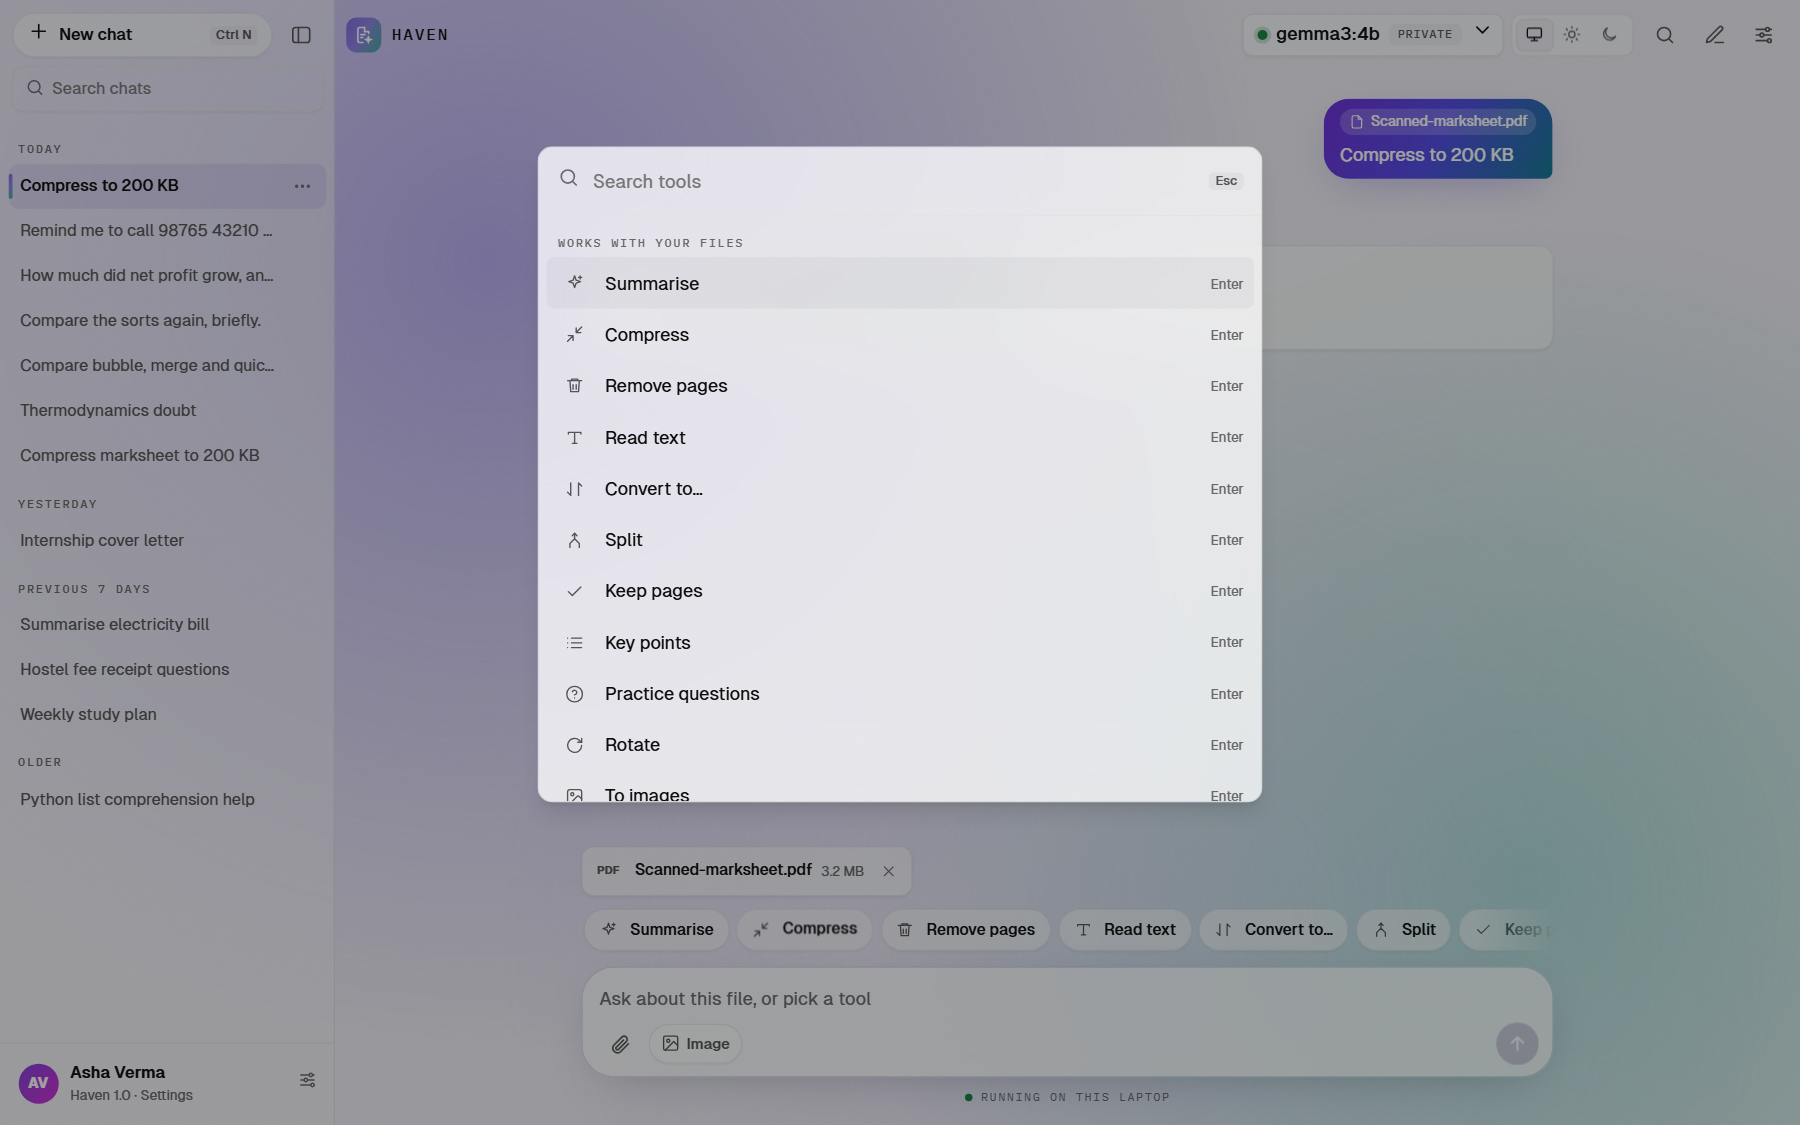 New chat
Ctrl N
Search chats
TODAY
Compress to 200 KB
Remind me to call 98765 43210 ...
How much did net profit grow, an...
Compare the sorts again, briefly.
Compare bubble, merge and quic...
Thermodynamics doubt
Compress marksheet to 200 KB
YESTERDAY
Internship cover letter
PREVIOUS 7 DAYS
Summarise electricity bill
Hostel fee receipt questions
Weekly study plan
OLDER
Python list comprehension help
AV
Asha Verma
Haven 1.0 · Settings
HAVEN
gemma3:4b PRIVATE
Scanned-marksheet.pdf
Compress to 200 KB
Search tools Esc
WORKS WITH YOUR FILES
Summarise Enter
Compress Enter
Remove pages Enter
Read text Enter
Convert to... Enter
Split Enter
Keep pages Enter
Key points Enter
Practice questions Enter
Rotate Enter
To images Enter
PDF Scanned-marksheet.pdf 3.2 MB
Summarise Compress Remove pages Read text Convert to... Split Keep
Ask about this file, or pick a tool
Image
RUNNING ON THIS LAPTOP